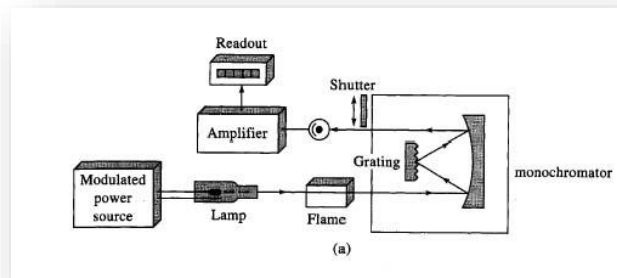 Readout
Shutter
Amplifier
Grating
monochromator
Modulated
power
source
Lamp
Flame
(a)